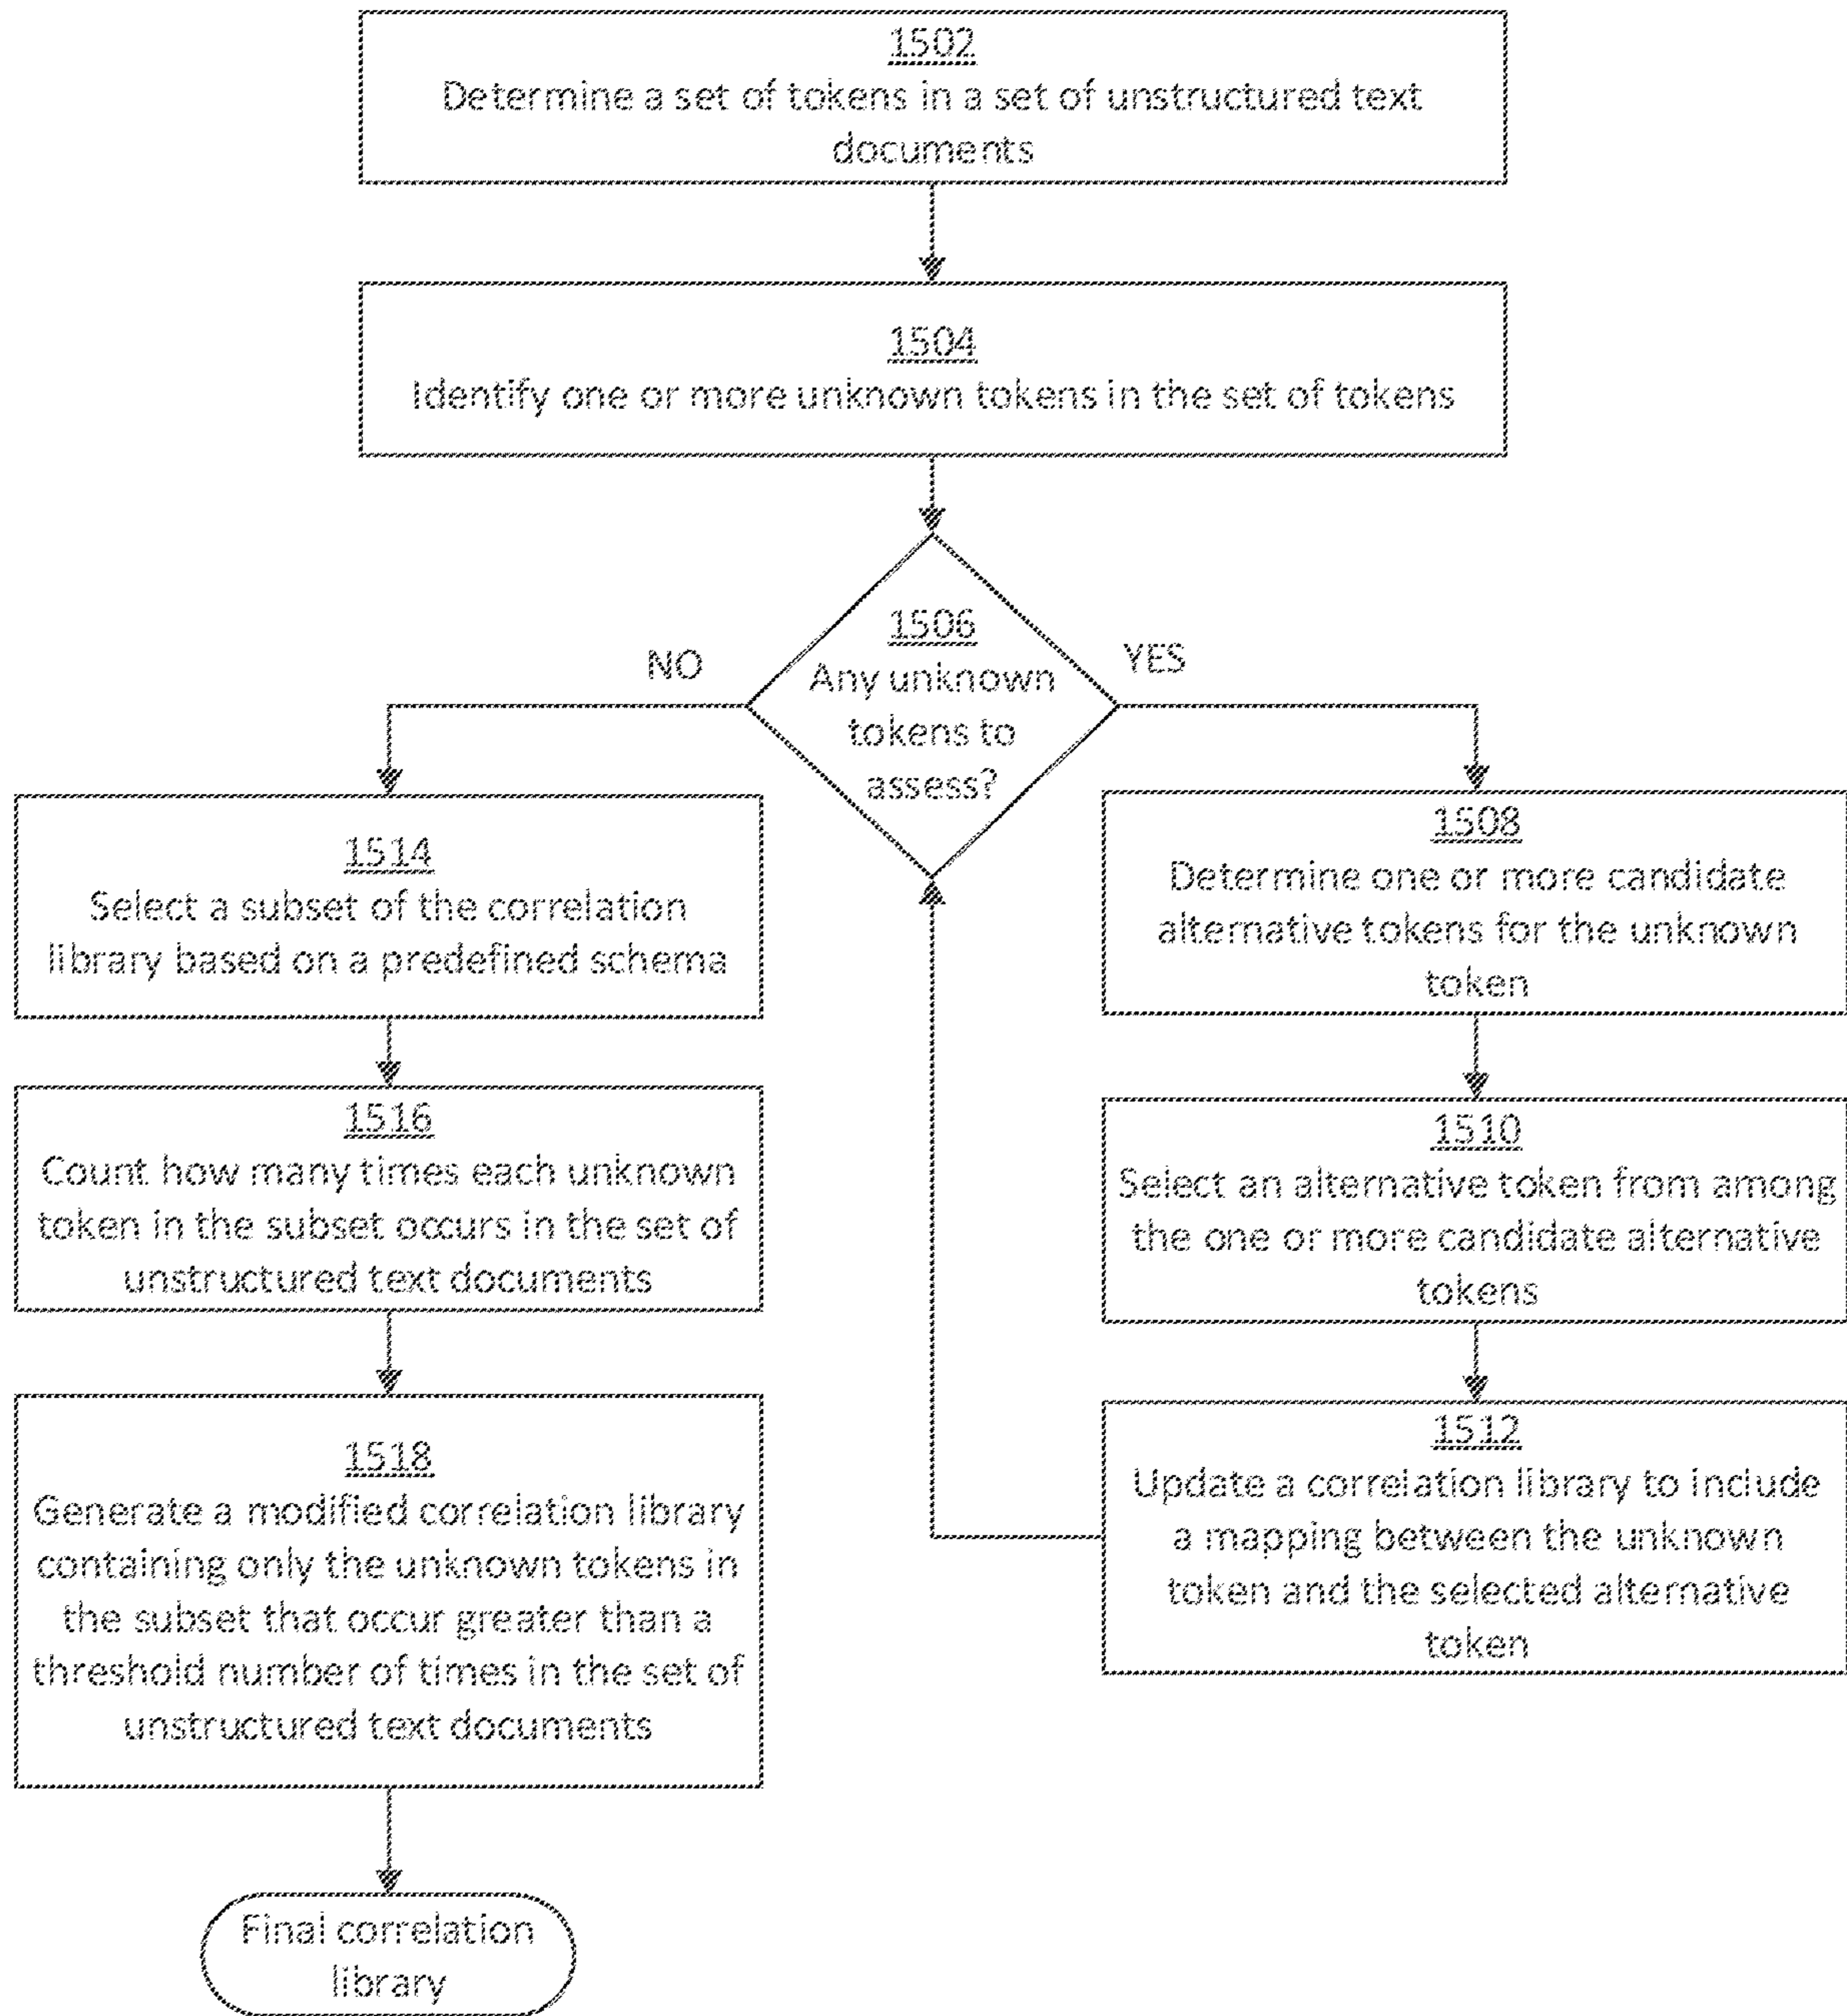 1502
Determine a set of tokens in a set of unstructured text
documents
1504
Identify one or more unknown tokens in the set of tokens
1506
Any unknown
tokens to
assess?
NO
YES
1514
Select a subset of the correlation
library based on a predefined schema
1508
Determine one or more candidate
alternative tokens for the unknown
token
1516
Count how many times each unknown
token in the subset occurs in the set of
unstructured text documents
1510
Select an alternative token from among
the one or more candidate alternative
tokens
1518
Generate a modified correlation library
containing only the unknown tokens in
the subset that occur greater than a
threshold number of times in the set of
unstructured text documents
1512
Update a correlation library to include
a mapping between the unknown
token and the selected alternative
token
Final correlation
library